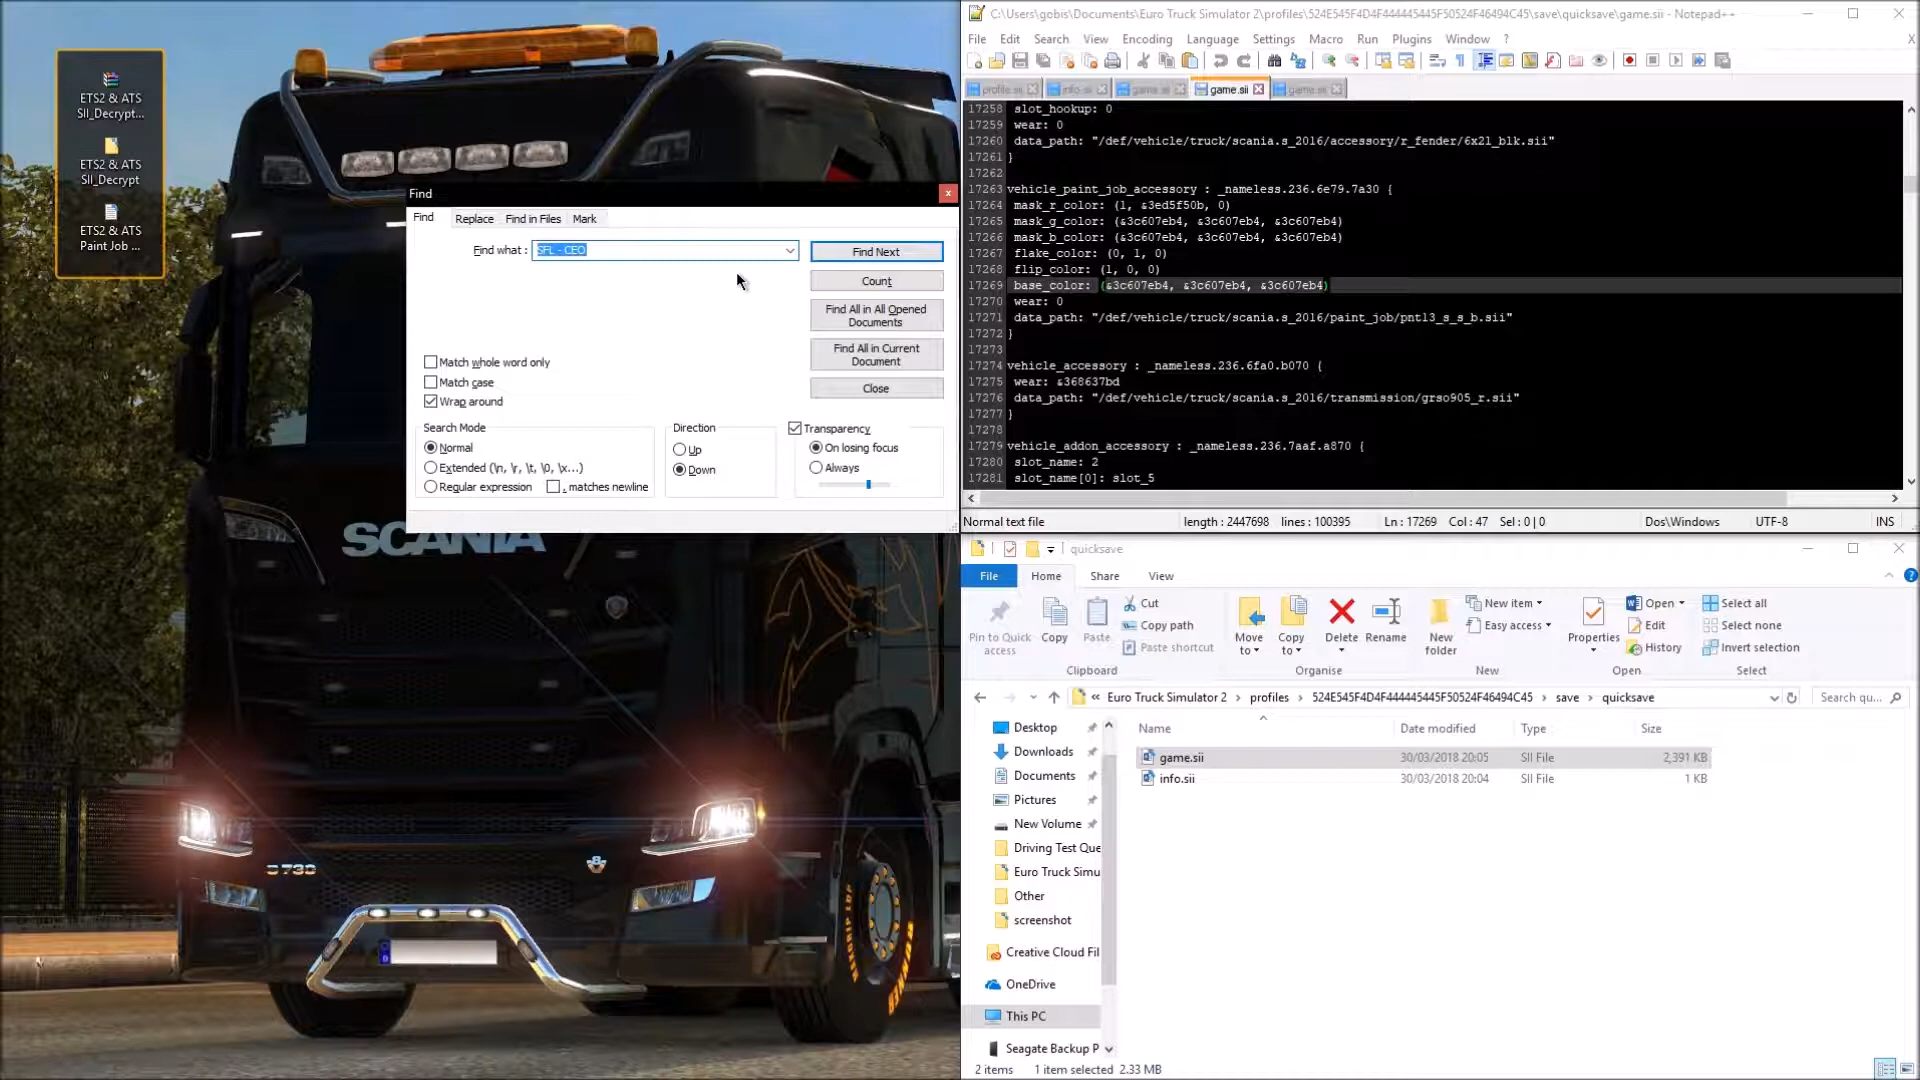 ETS2 & ATS
SII_Decrypt...
ETS2 & ATS
SII_Decrypt
ETS2 & ATS
Paint Job ...
SCANIA
S 730
Find
Find
Replace
Find in Files
Mark
Find what :
SFL - CEO
Find Next
Count
Find All in All Opened
Documents
Find All in Current
Document
Close
Match whole word only
Match case
Wrap around
Search Mode
Normal
Extended (\n, \r, \t, \0, \x...)
Regular expression
. matches newline
Direction
Up
Down
Transparency
On losing focus
Always
C:\Users\gobis\Documents\Euro Truck Simulator 2\profiles\524E545F4D4F444445445F50524F46494C45\save\quicksave\game.sii - Notepad++
File Edit Search View Encoding Language Settings Macro Run Plugins Window ?
X
profile.sii
info.sii
game.sii
game.sii
game.sii
17258 slot_hookup: 0
17259 wear: 0
17260 data_path: "/def/vehicle/truck/scania.s_2016/accessory/r_fender/6x2l_blk.sii"
17261 }
17262
17263 vehicle_paint_job_accessory : _nameless.236.6e79.7a30 {
17264 mask_r_color: (1, &3ed5f50b, 0)
17265 mask_g_color: (&3c607eb4, &3c607eb4, &3c607eb4)
17266 mask_b_color: (&3c607eb4, &3c607eb4, &3c607eb4)
17267 flake_color: (0, 1, 0)
17268 flip_color: (1, 0, 0)
17269 base_color: (&3c607eb4, &3c607eb4, &3c607eb4)
17270 wear: 0
17271 data_path: "/def/vehicle/truck/scania.s_2016/paint_job/pnt13_s_s_b.sii"
17272 }
17273
17274 vehicle_accessory : _nameless.236.6fa0.b070 {
17275 wear: &368637bd
17276 data_path: "/def/vehicle/truck/scania.s_2016/transmission/grso905_r.sii"
17277 }
17278
17279 vehicle_addon_accessory : _nameless.236.7aaf.a870 {
17280 slot_name: 2
17281 slot_name[0]: slot_5
Normal text file length : 2447698 lines : 100395 Ln : 17269 Col : 47 Sel : 0 | 0 Dos\Windows UTF-8 INS
quicksave
File Home Share View
Pin to Quick
access
Copy
Paste
Cut
Copy path
Paste shortcut
Clipboard
Move
to
Copy
to
Delete
Rename
Organise
New
folder
New item
Easy access
New
Properties
Open
Edit
History
Open
Select all
Select none
Invert selection
Select
« Euro Truck Simulator 2 › profiles › 524E545F4D4F444445445F50524F46494C45 › save › quicksave
Search qu...
Desktop
Downloads
Documents
Pictures
New Volume
Driving Test Que
Euro Truck Simu
Other
screenshot
Creative Cloud Fil
OneDrive
This PC
Seagate Backup P
Name Date modified Type Size
game.sii 30/03/2018 20:05 SII File 2,391 KB
info.sii 30/03/2018 20:04 SII File 1 KB
2 items 1 item selected 2.33 MB